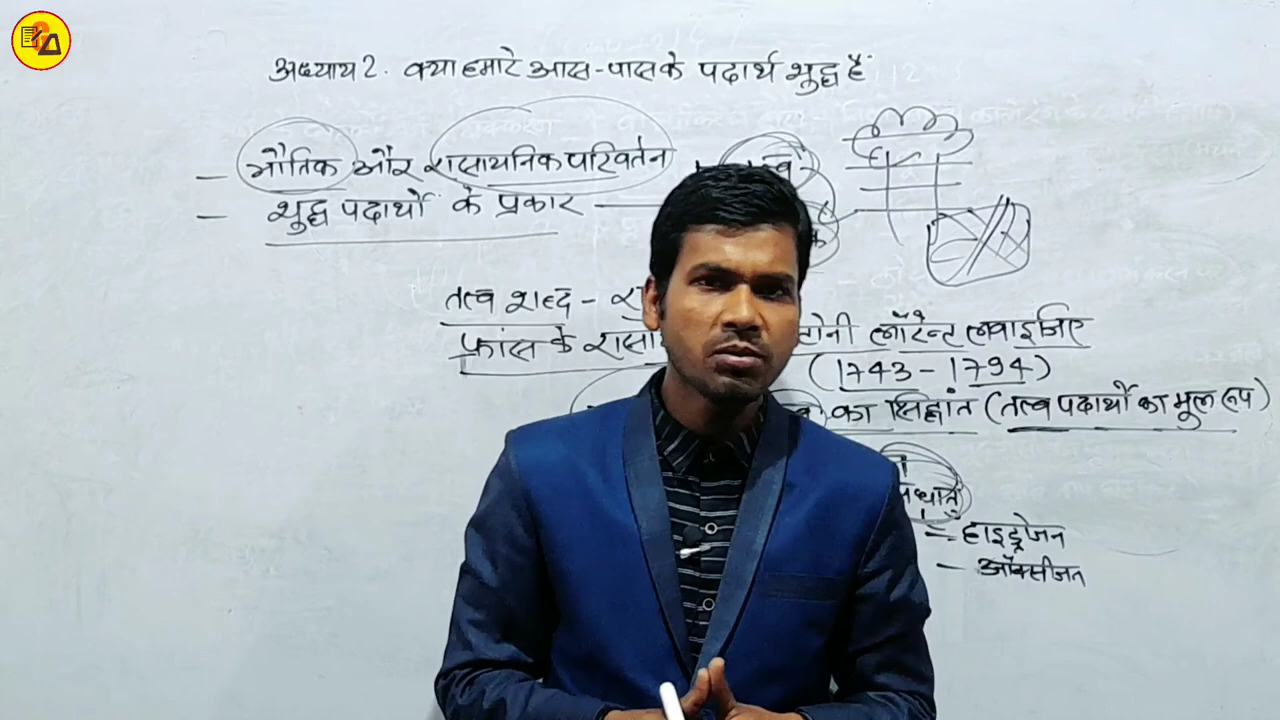 अध्याय 2. क्या हमारे आस-पास के पदार्थ शुद्ध हैं
- भौतिक और रासायनिक परिवर्तन
- शुद्ध पदार्थों के प्रकार
तत्व शब्द -
फ्रांस के लॉरेन्ट लवाइजिए
(1743 - 1794)
का सिद्धांत (तत्व पदार्थों का मूल रूप)
= हाइड्रोजन
- ऑक्सीजन